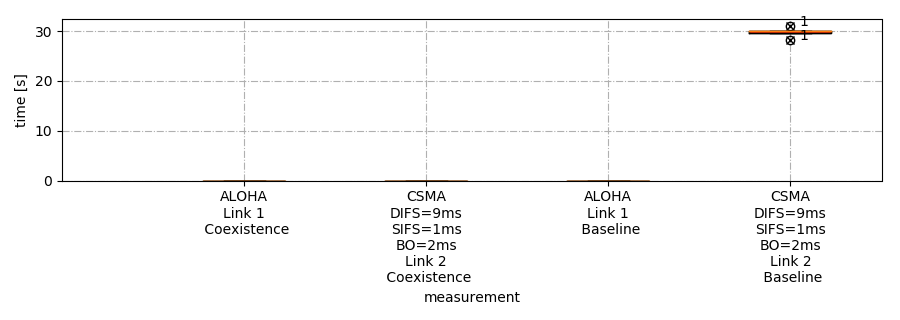 time [s]
30
20
10
0
1
1
ALOHA
Link 1
Coexistence
CSMA
DIFS=9ms
SIFS=1ms
BO=2ms
Link 2
Coexistence
ALOHA
Link 1
Baseline
CSMA
DIFS=9ms
SIFS=1ms
BO=2ms
Link 2
Baseline
measurement